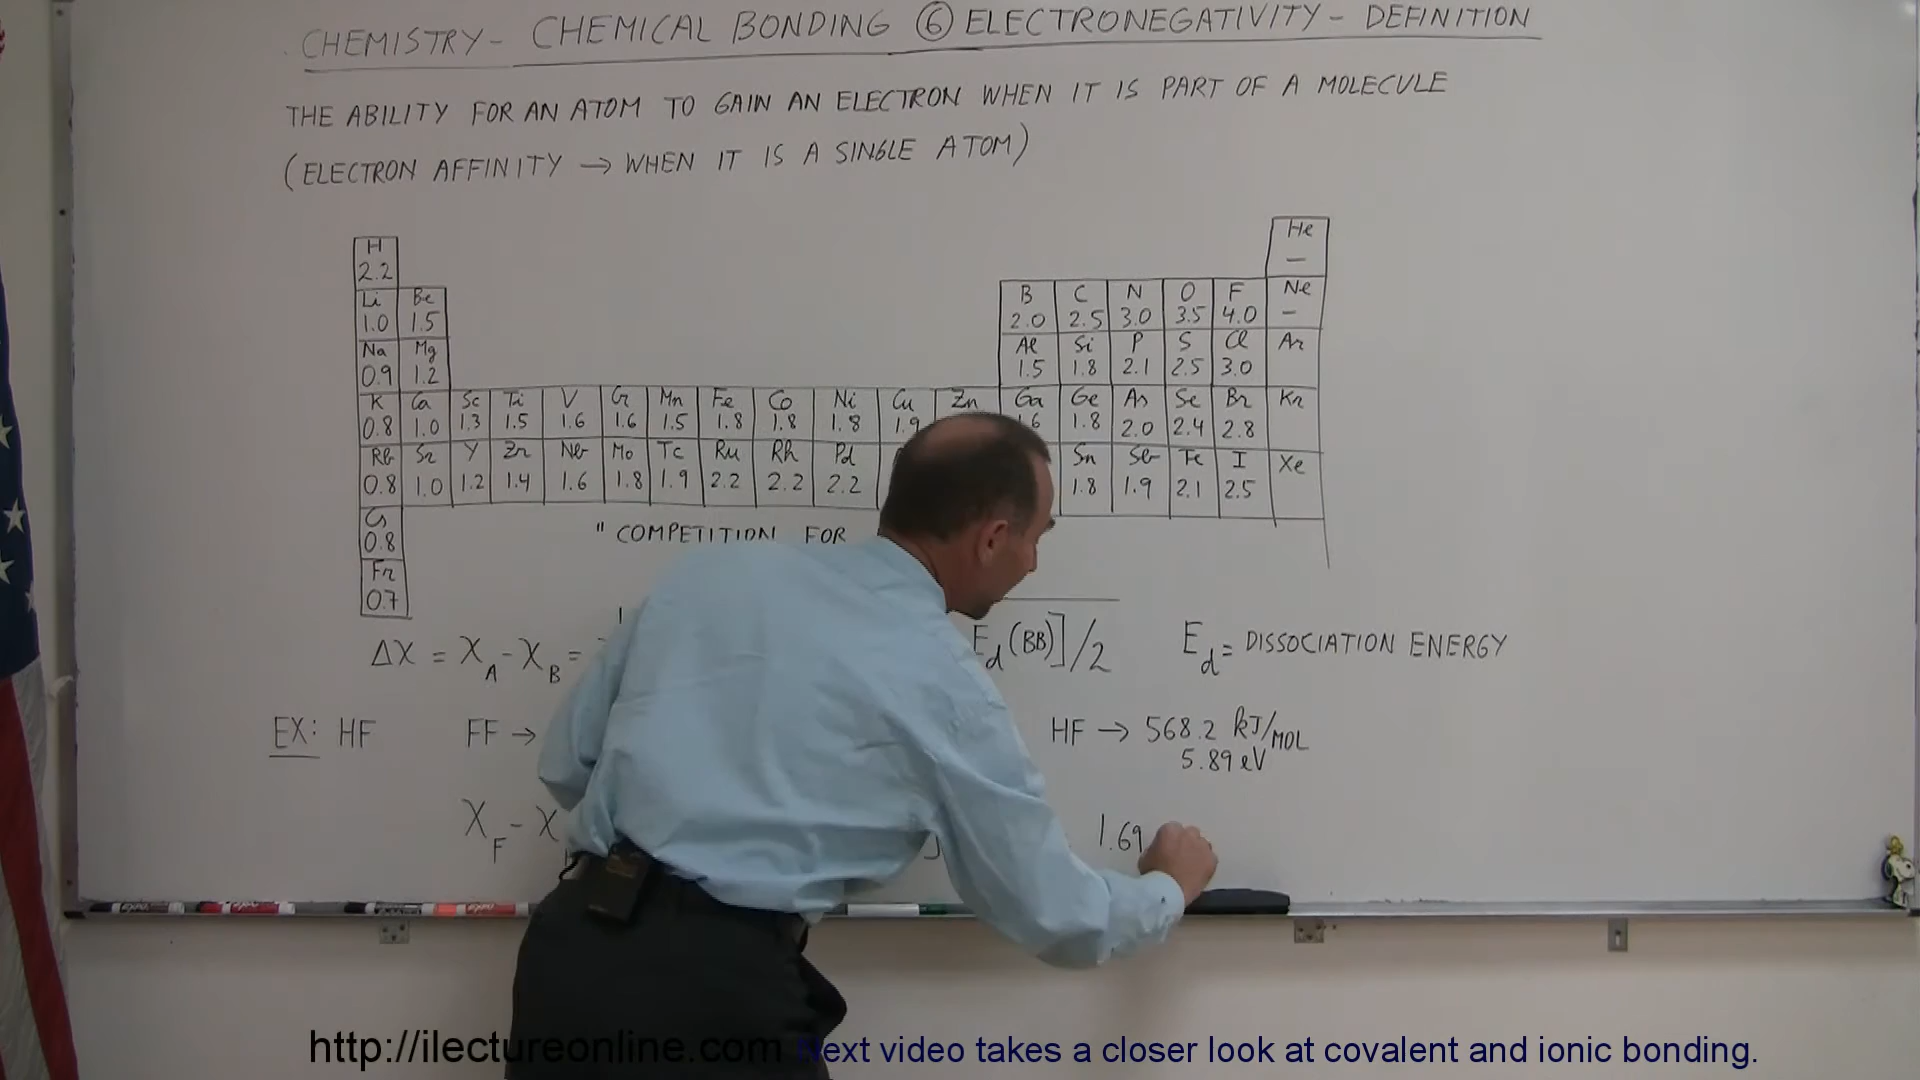 CHEMISTRY- CHEMICAL BONDING ⑥ ELECTRONEGATIVITY - DEFINITION
THE ABILITY FOR AN ATOM TO GAIN AN ELECTRON WHEN IT IS PART OF A MOLECULE
(ELECTRON AFFINITY → WHEN IT IS A SINGLE ATOM)
H He
2.2 —
Li Be B C N O F Ne
1.0 1.5 2.0 2.5 3.0 3.5 4.0 —
Na Mg Al Si P S Cl Ar
0.9 1.2 1.5 1.8 2.1 2.5 3.0
K Ca Sc Ti V Cr Mn Fe Co Ni Cu Zn Ga Ge As Se Br Kr
0.8 1.0 1.3 1.5 1.6 1.6 1.5 1.8 1.8 1.8 1.9 1.8 2.0 2.4 2.8
Rb Sr Y Zr Nb Mo Tc Ru Rh Pd Sn Sb Te I Xe
0.8 1.0 1.2 1.4 1.6 1.8 1.9 2.2 2.2 2.2 1.8 1.9 2.1 2.5
Cs
0.8 " COMPETITION FOR
Fr
0.7
ΔX = X_A - X_B = E_d (BB)]/2 E_d = DISSOCIATION ENERGY
EX: HF FF → HF → 568.2 kJ/MOL
5.89 eV
X_F - X 1.69
http://ilectureonline.com Next video takes a closer look at covalent and ionic bonding.